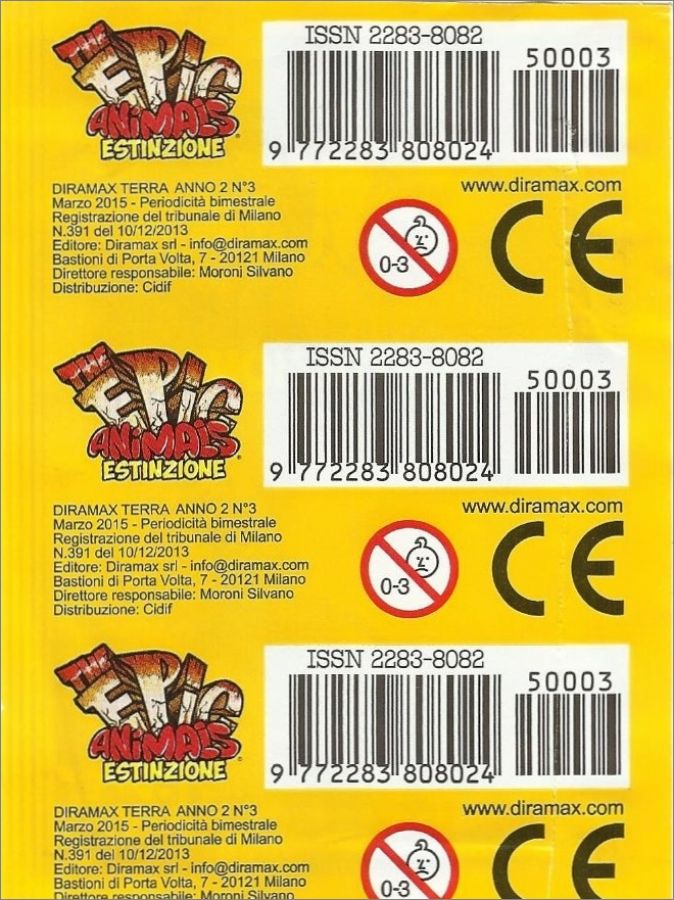 THE EPIC
ANIMALS
ESTINZIONE
ISSN 2283-8082
50003
9 772283 808024
DIRAMAX TERRA ANNO 2 N°3
Marzo 2015 - Periodicità bimestrale
Registrazione del tribunale di Milano
N.391 del 10/12/2013
Editore: Diramax srl - info@diramax.com
Bastioni di Porta Volta, 7 - 20121 Milano
Direttore responsabile: Moroni Silvano
Distribuzione: Cidif
www.diramax.com
0-3
CE
THE EPIC
ANIMALS
ESTINZIONE
ISSN 2283-8082
50003
9 772283 808024
DIRAMAX TERRA ANNO 2 N°3
Marzo 2015 - Periodicità bimestrale
Registrazione del tribunale di Milano
N.391 del 10/12/2013
Editore: Diramax srl - info@diramax.com
Bastioni di Porta Volta, 7 - 20121 Milano
Direttore responsabile: Moroni Silvano
Distribuzione: Cidif
www.diramax.com
0-3
CE
THE EPIC
ANIMALS
ESTINZIONE
ISSN 2283-8082
50003
9 772283 808024
DIRAMAX TERRA ANNO 2 N°3
Marzo 2015 - Periodicità bimestrale
Registrazione del tribunale di Milano
N.391 del 10/12/2013
Editore: Diramax srl - info@diramax.com
Bastioni di Porta Volta, 7 - 20121 Milano
Direttore responsabile: Moroni Silvano
www.diramax.com
0-3
CE